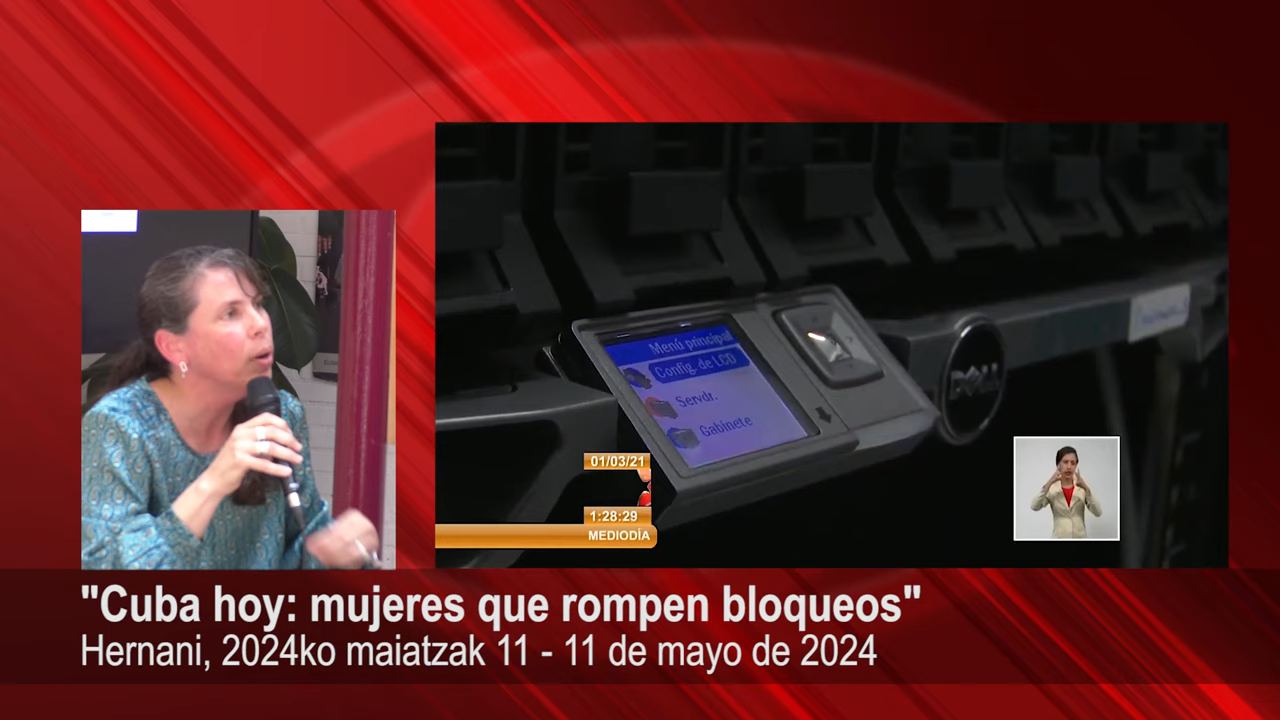 Menú principal
Config. de LCD
Servdr.
Gabinete
DELL
01/03/21
1:28:29
MEDIODÍA
"Cuba hoy: mujeres que rompen bloqueos"
Hernani, 2024ko maiatzak 11 - 11 de mayo de 2024